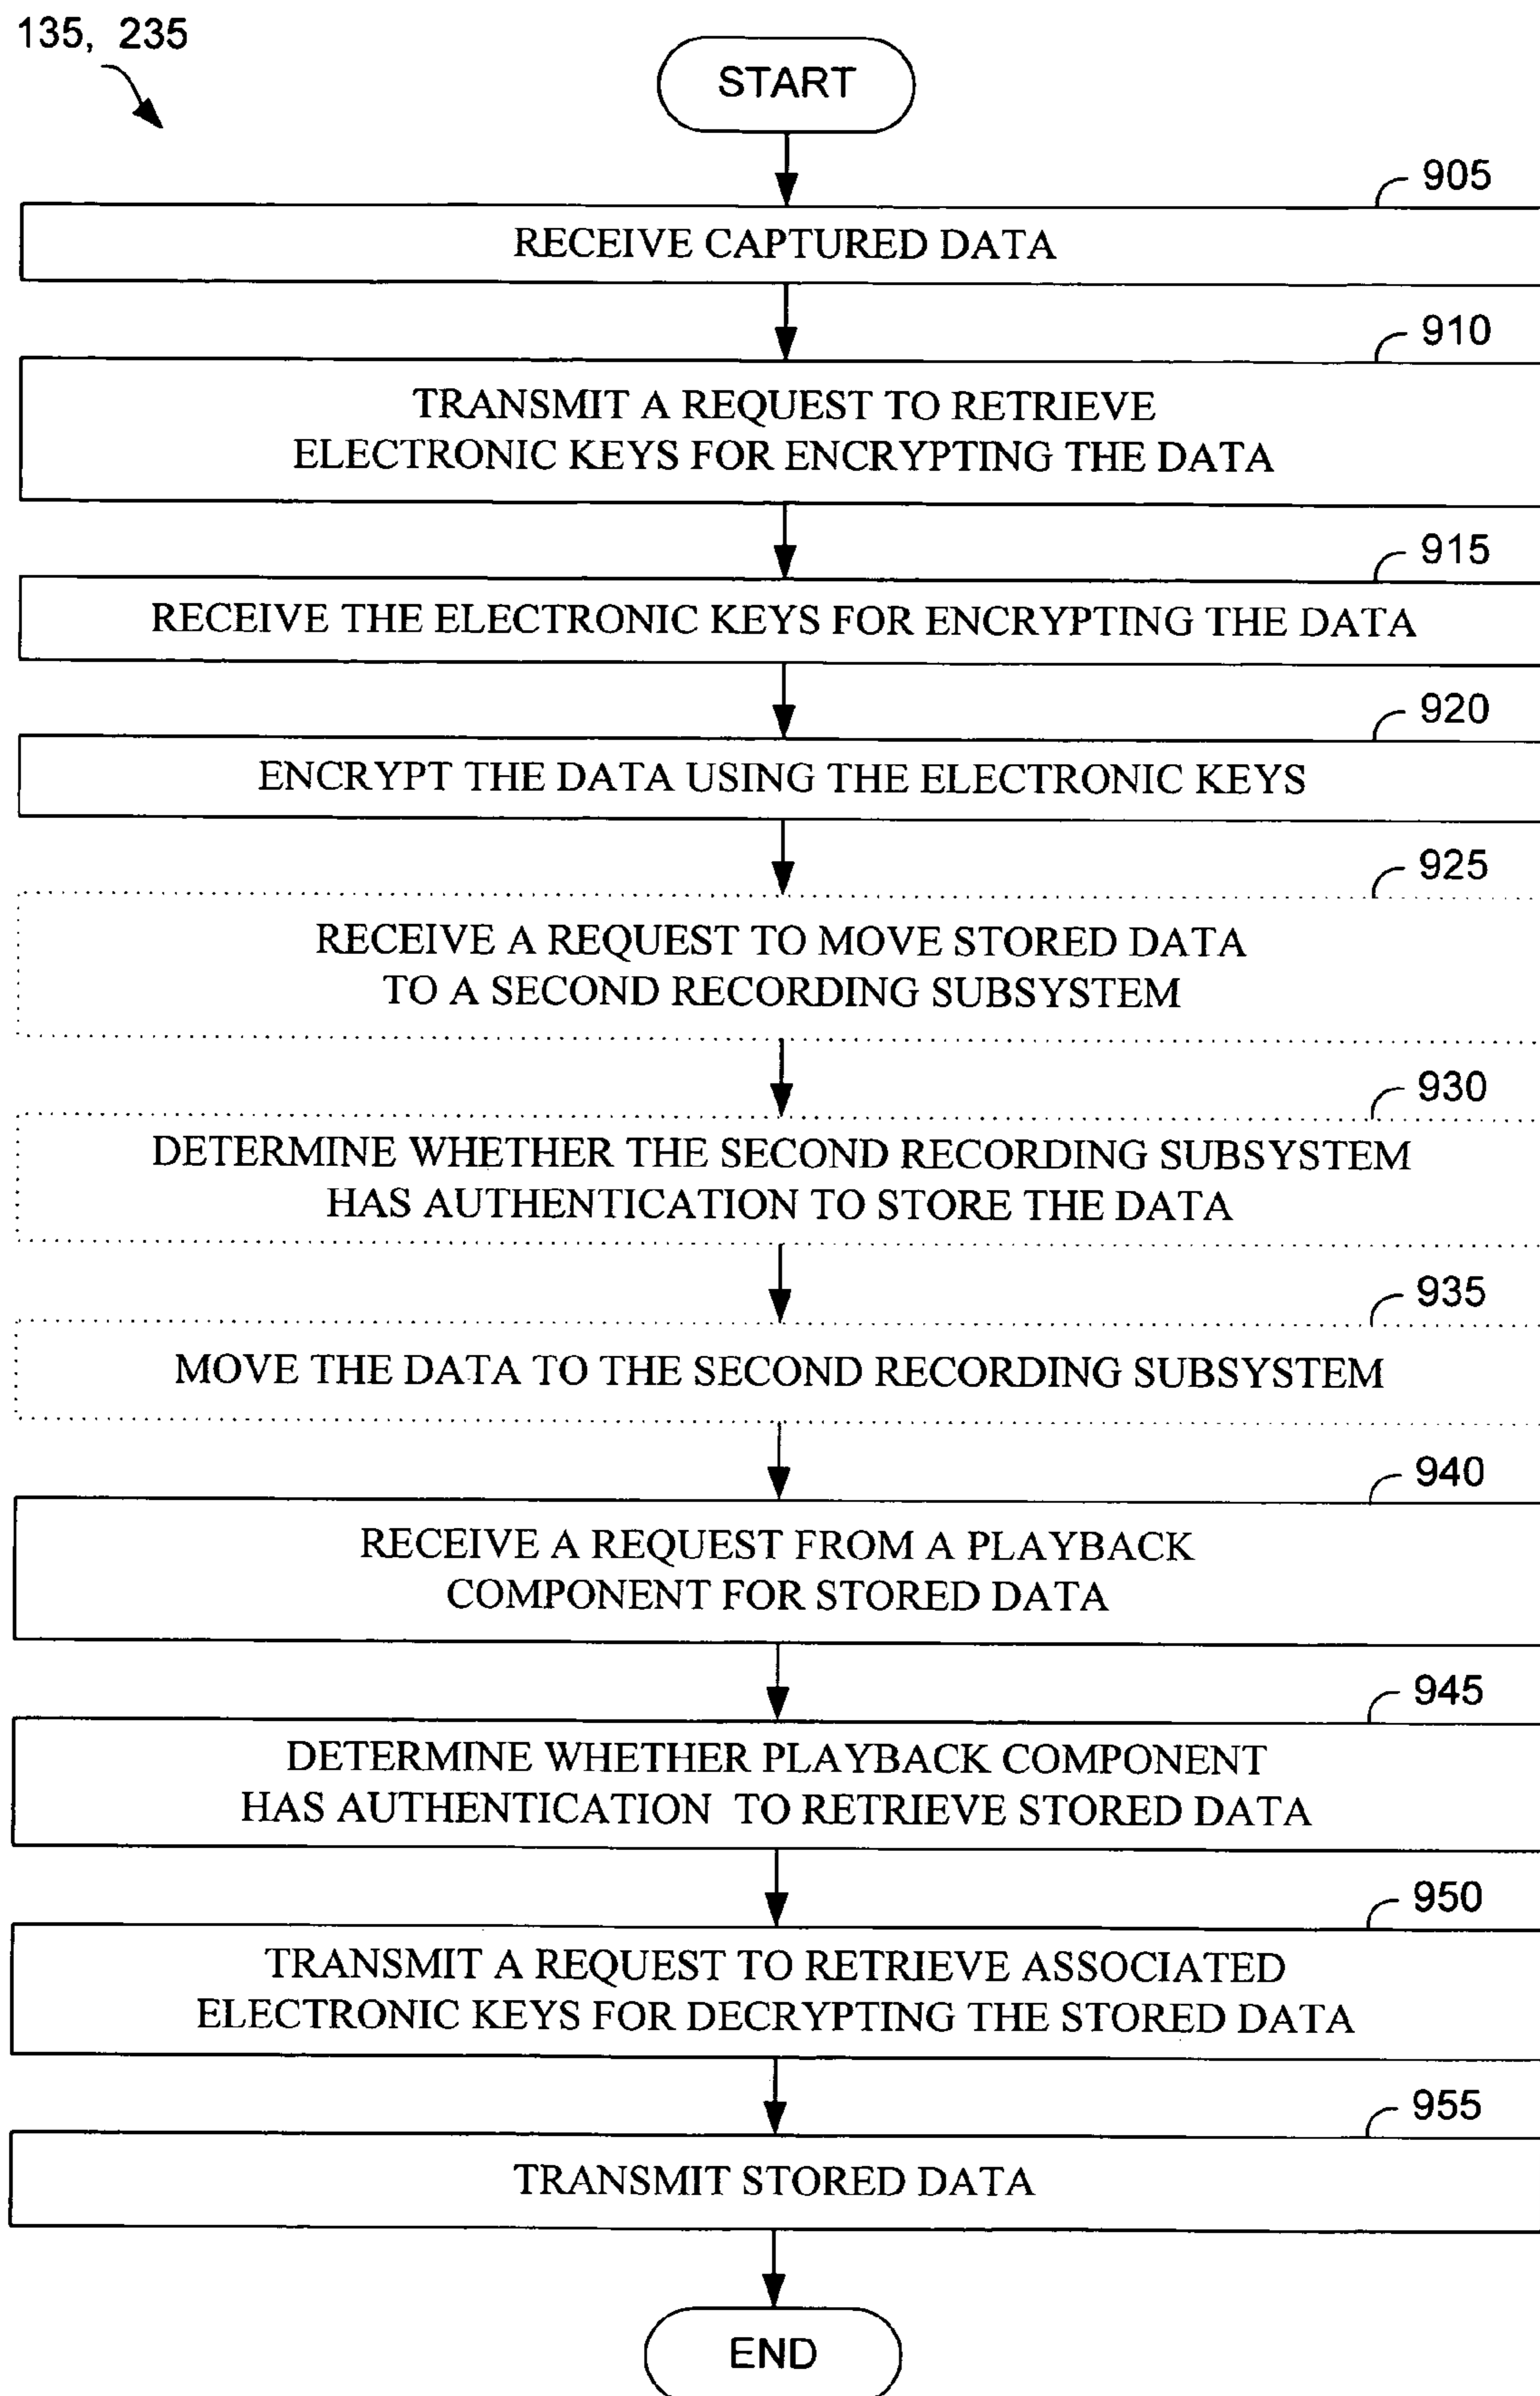 135, 235
START
905
RECEIVE CAPTURED DATA
910
TRANSMIT A REQUEST TO RETRIEVE
ELECTRONIC KEYS FOR ENCRYPTING THE DATA
915
RECEIVE THE ELECTRONIC KEYS FOR ENCRYPTING THE DATA
920
ENCRYPT THE DATA USING THE ELECTRONIC KEYS
925
RECEIVE A REQUEST TO MOVE STORED DATA
TO A SECOND RECORDING SUBSYSTEM
930
DETERMINE WHETHER THE SECOND RECORDING SUBSYSTEM
HAS AUTHENTICATION TO STORE THE DATA
935
MOVE THE DATA TO THE SECOND RECORDING SUBSYSTEM
940
RECEIVE A REQUEST FROM A PLAYBACK
COMPONENT FOR STORED DATA
945
DETERMINE WHETHER PLAYBACK COMPONENT
HAS AUTHENTICATION TO RETRIEVE STORED DATA
950
TRANSMIT A REQUEST TO RETRIEVE ASSOCIATED
ELECTRONIC KEYS FOR DECRYPTING THE STORED DATA
955
TRANSMIT STORED DATA
END